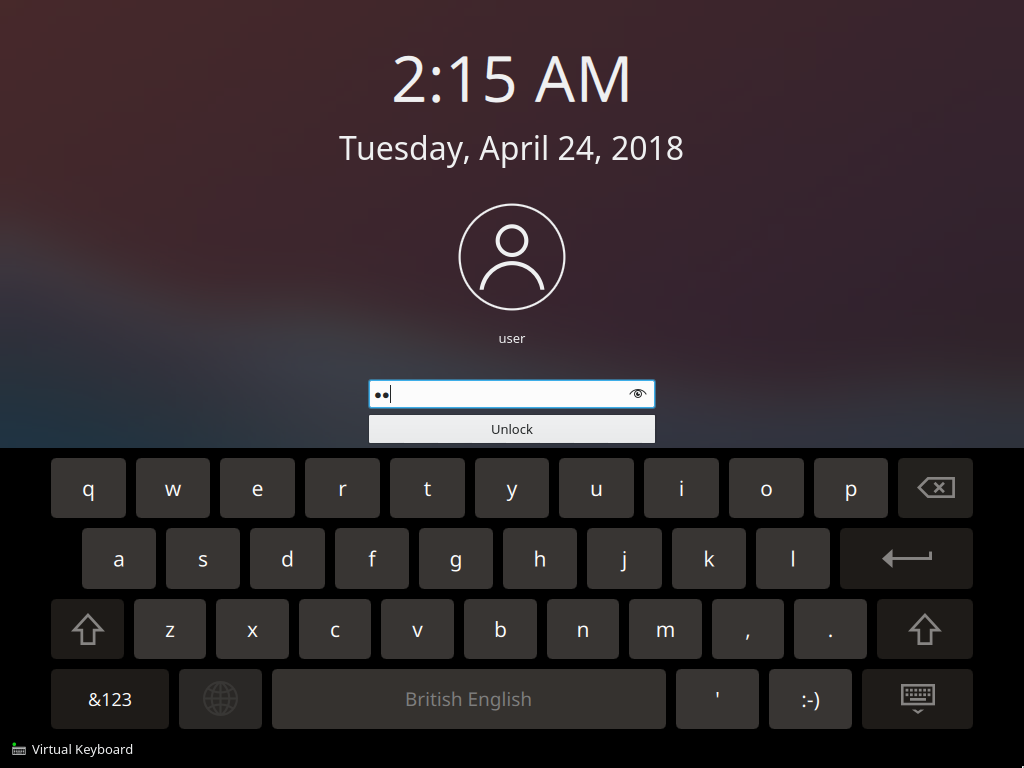 2:15 AM
Tuesday, April 24, 2018
user
••
Unlock
q w e r t y u i o p
a s d f g h j k l
z x c v b n m , .
&123 British English ' :-)
Virtual Keyboard